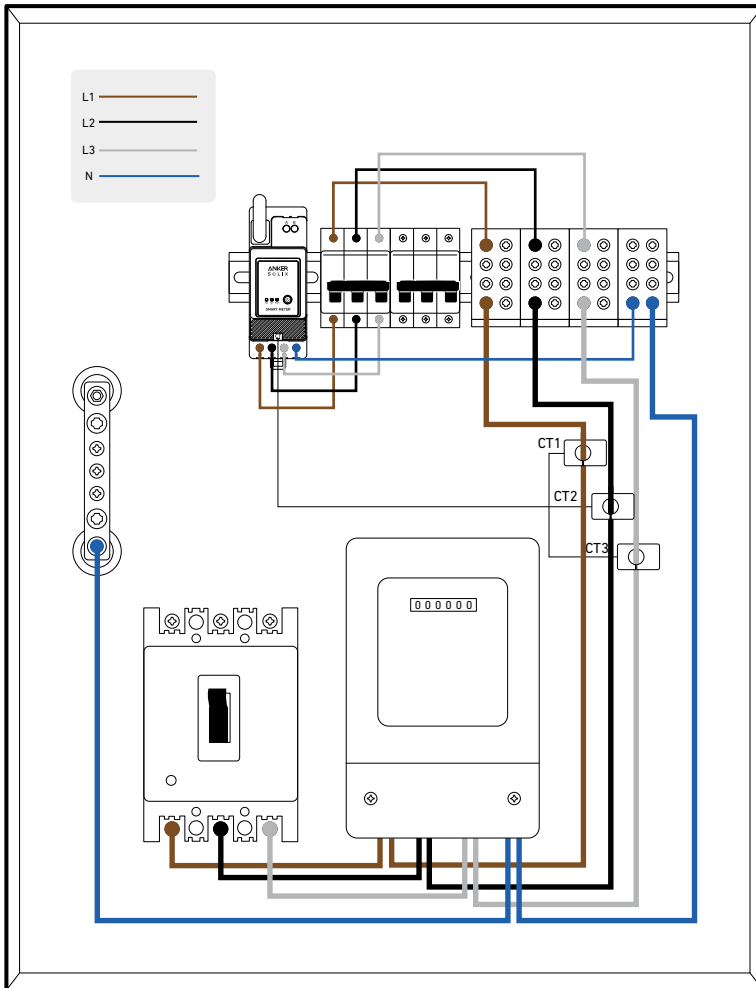 L1
L2
L3
N
A B
ANKER
SOLIX
SMART METER
CT1
CT2
CT3
000000